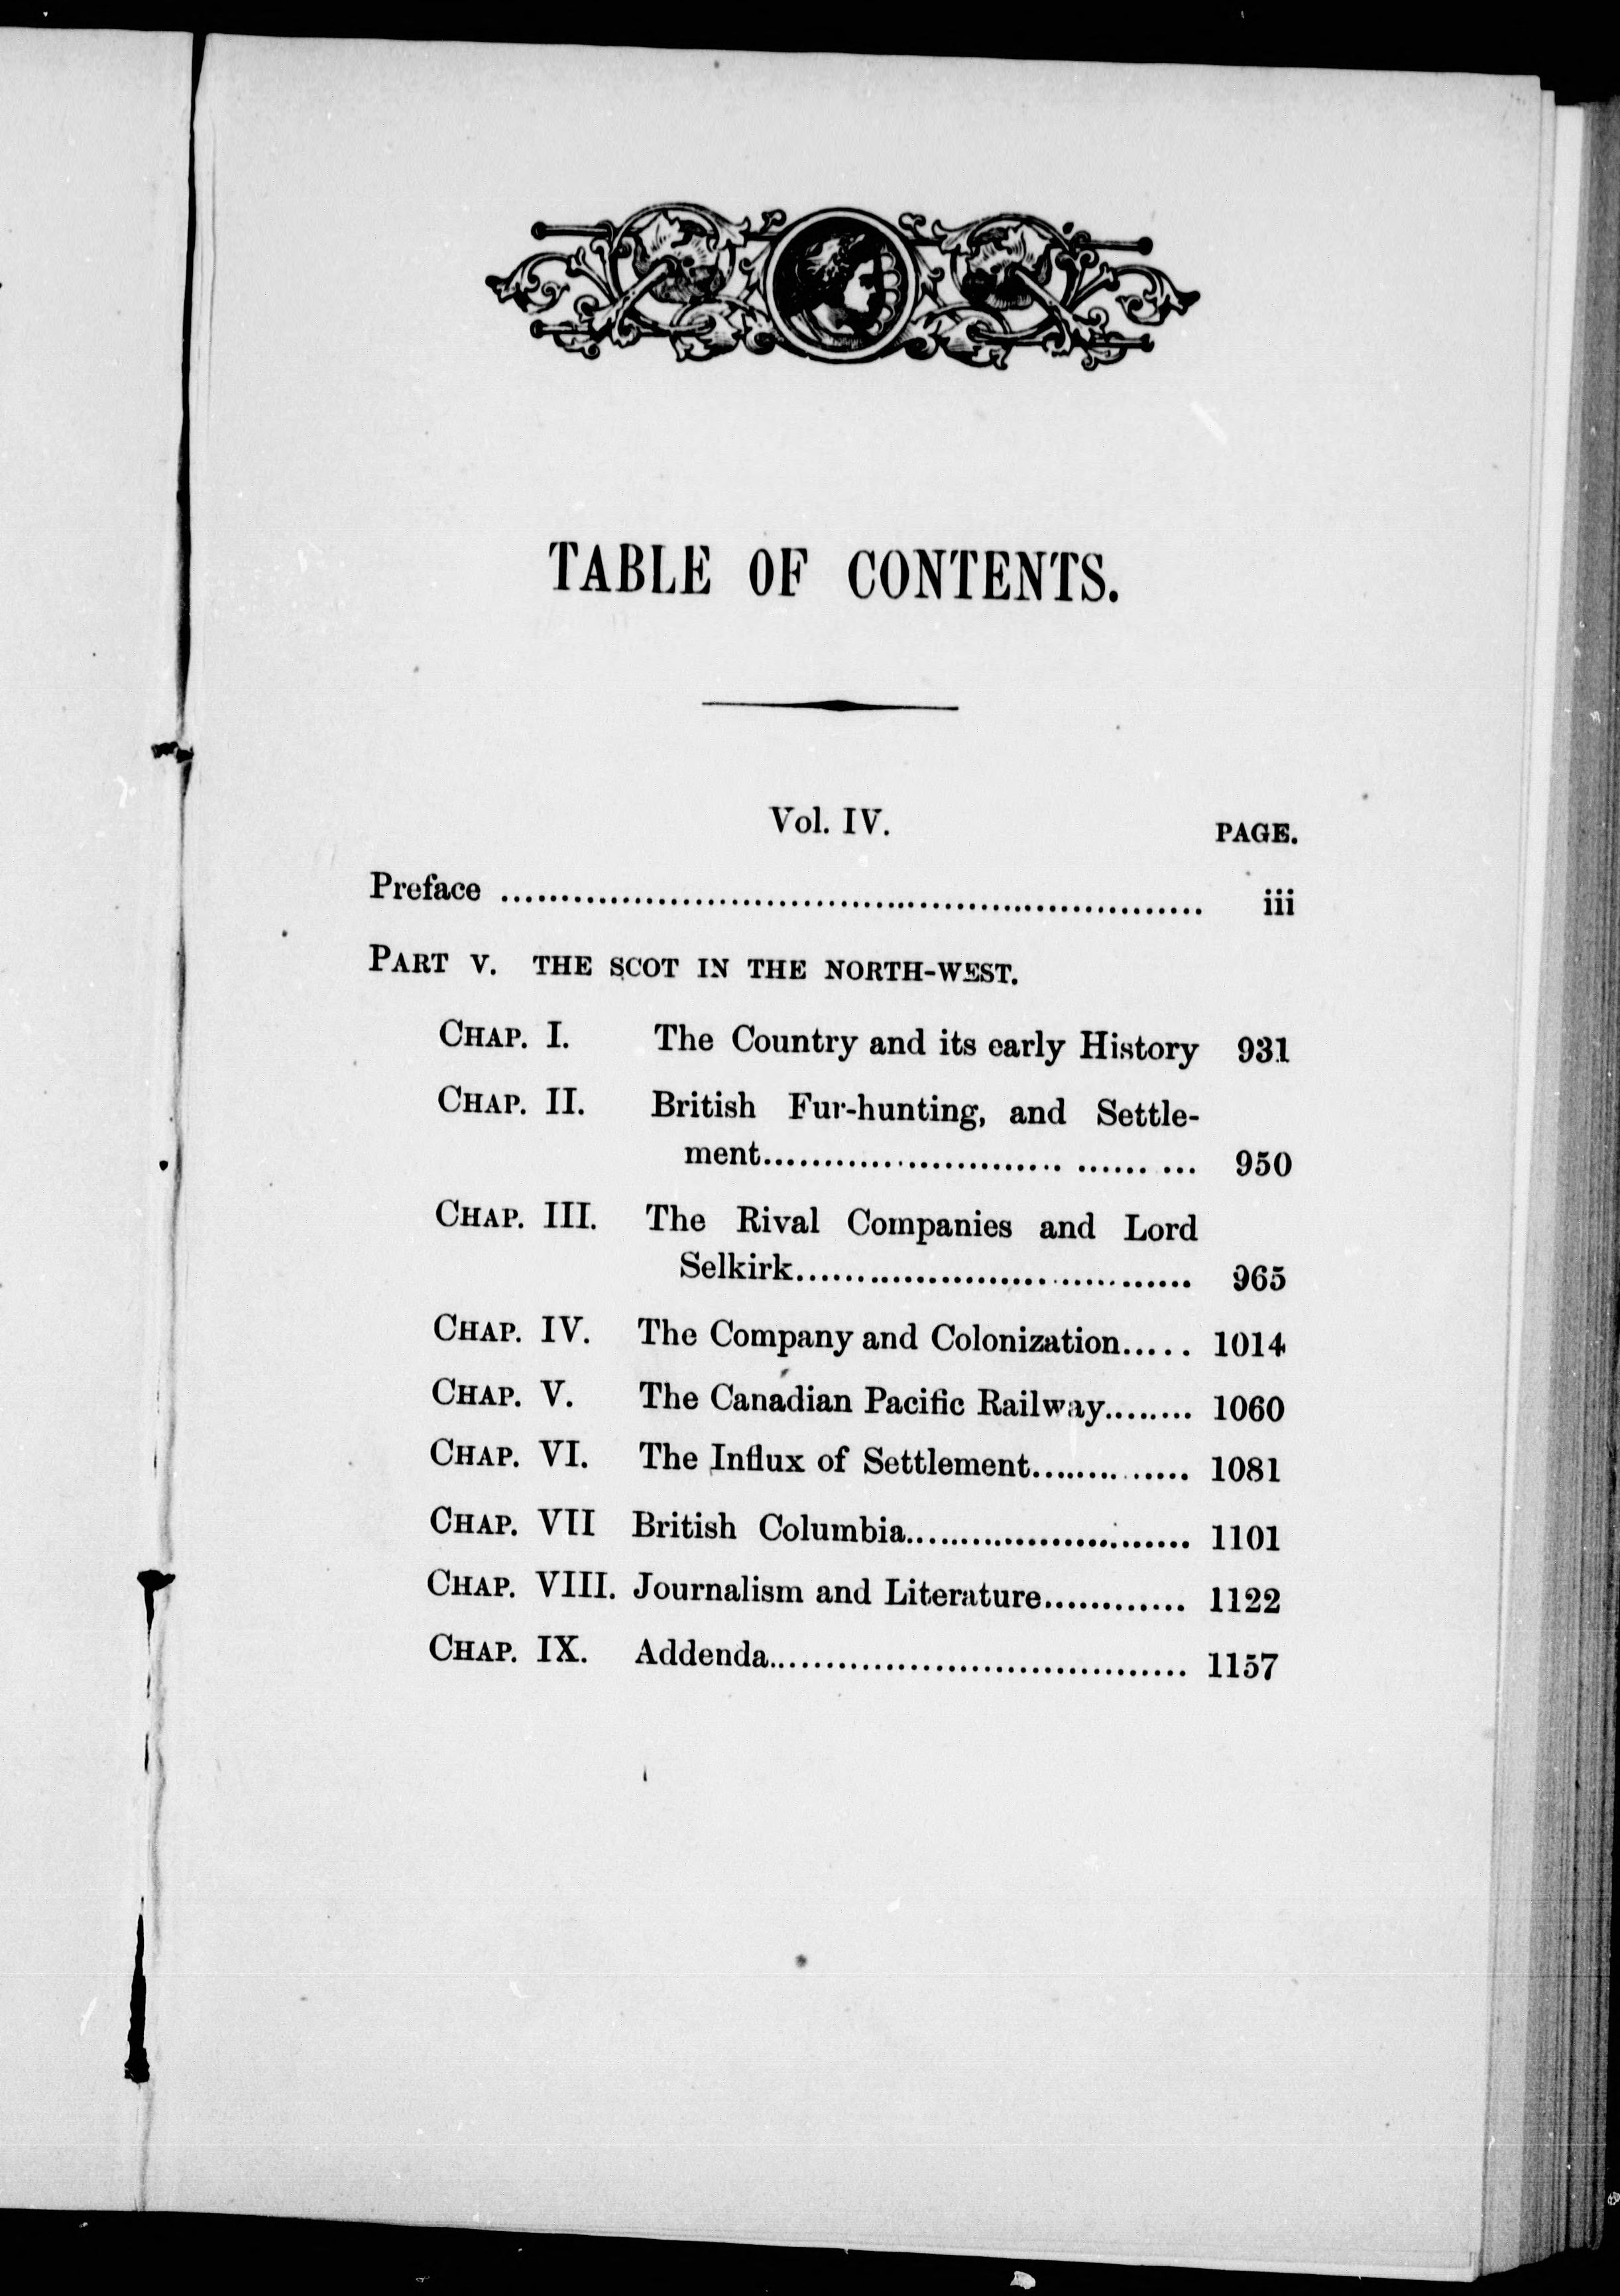 TABLE OF CONTENTS.
Vol. IV.
PAGE.
Preface ............................................................ iii
PART V. THE SCOT IN THE NORTH-WEST.
CHAP. I. The Country and its early History 931
CHAP. II. British Fur-hunting, and Settle-
ment.................................... 950
CHAP. III. The Rival Companies and Lord
Selkirk.................................... 965
CHAP. IV. The Company and Colonization..... 1014
CHAP. V. The Canadian Pacific Railway........ 1060
CHAP. VI. The Influx of Settlement.............. 1081
CHAP. VII British Columbia......................... 1101
CHAP. VIII. Journalism and Literature............ 1122
CHAP. IX. Addenda.................................... 1157